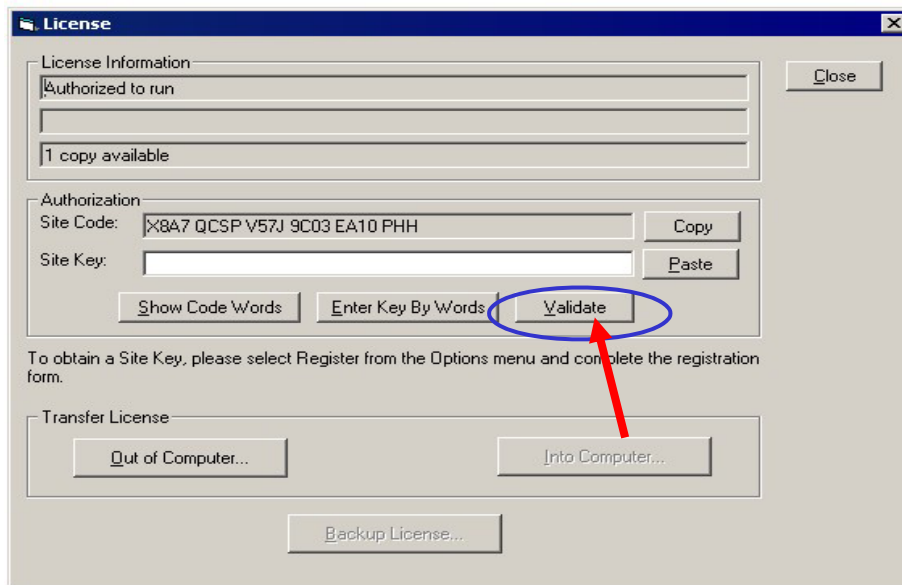 License
License Information
Authorized to run
Close
1 copy available
Authorization
Site Code: X8A7 QCSP V57J 9C03 EA10 PHH Copy
Site Key: Paste
Show Code Words Enter Key By Words Validate
To obtain a Site Key, please select Register from the Options menu and complete the registration
form.
Transfer License
Out of Computer... Into Computer...
Backup License...